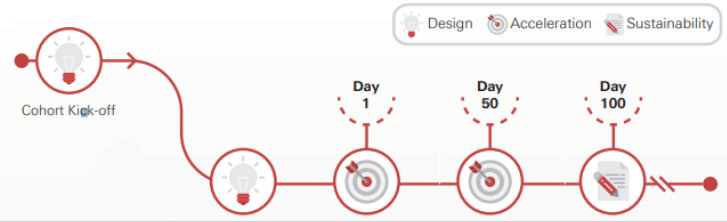 Design Acceleration Sustainability
Cohort Kick-off
Day
1
Day
50
Day
100